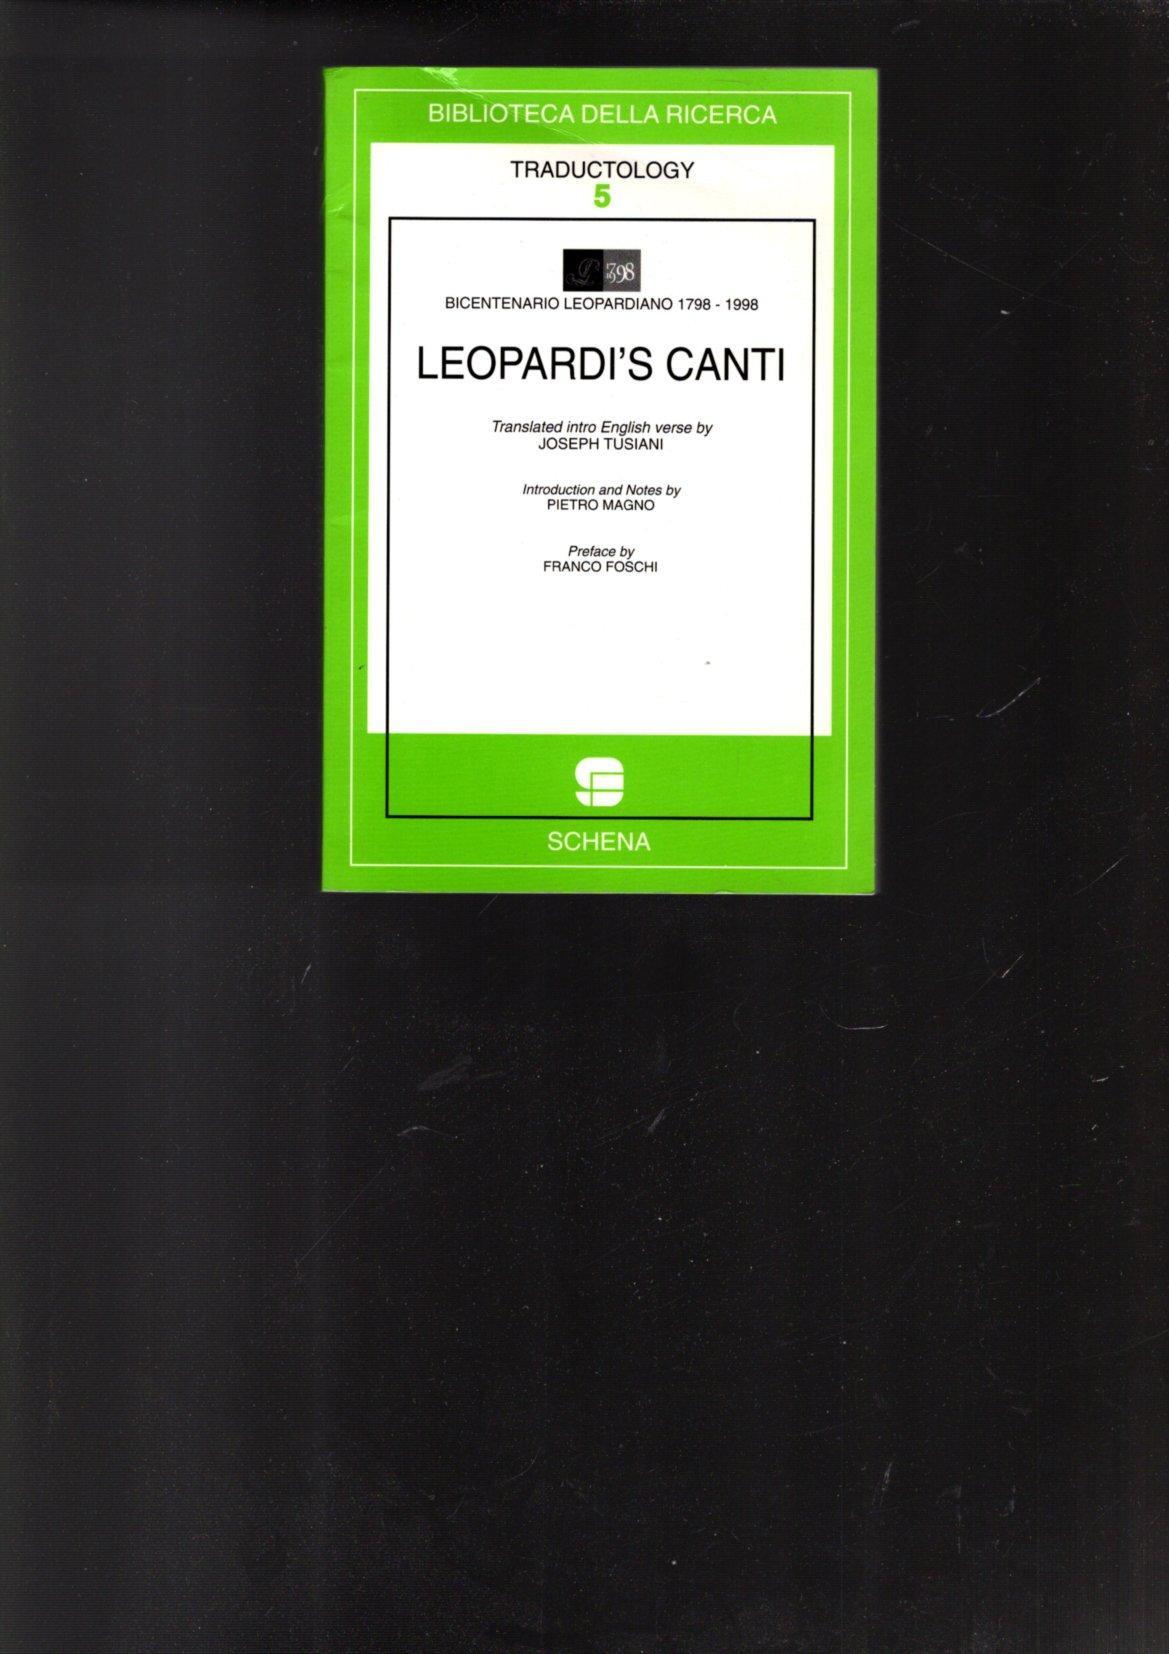 BIBLIOTECA DELLA RICERCA
TRADUCTOLOGY
5
BICENTENARIO LEOPARDIANO 1798 - 1998
LEOPARDI'S CANTI
Translated intro English verse by
JOSEPH TUSIANI
Introduction and Notes by
PIETRO MAGNO
Preface by
FRANCO FOSCHI
SCHENA